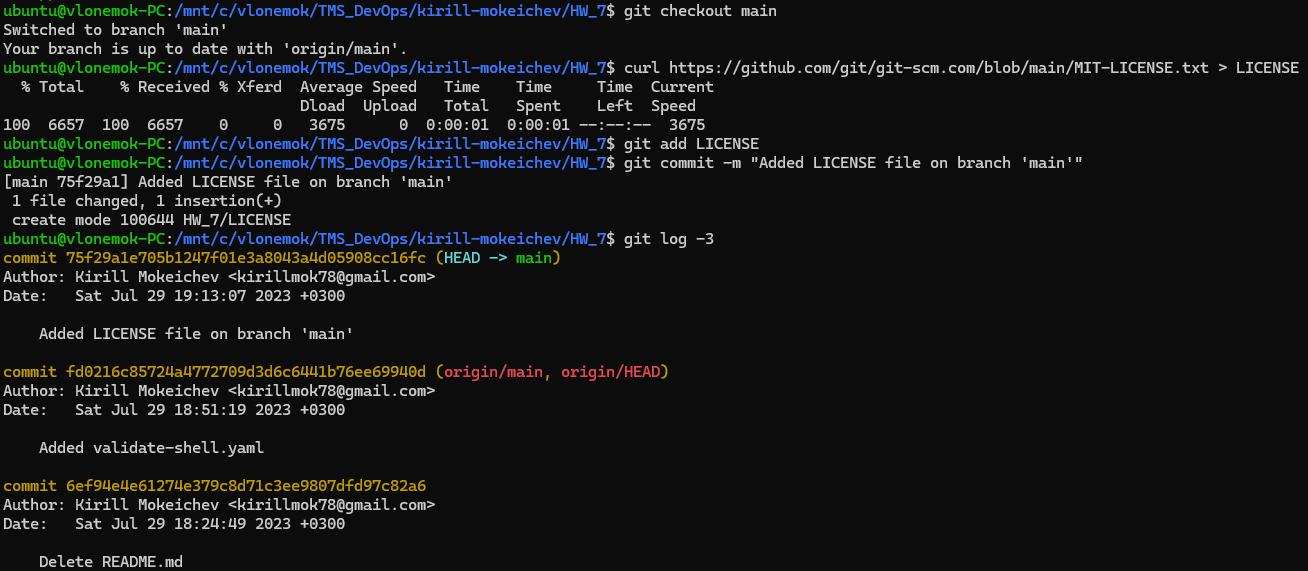 ubuntu@vlonemok-PC:/mnt/c/vlonemok/TMS_DevOps/kirill-mokeichev/HW_7$ git checkout main
Switched to branch 'main'
Your branch is up to date with 'origin/main'.
ubuntu@vlonemok-PC:/mnt/c/vlonemok/TMS_DevOps/kirill-mokeichev/HW_7$ curl https://github.com/git/git-scm.com/blob/main/MIT-LICENSE.txt > LICENSE
  % Total    % Received % Xferd  Average Speed   Time    Time     Time  Current
                                 Dload  Upload   Total   Spent    Left  Speed
100  6657  100  6657    0     0   3675      0  0:00:01  0:00:01 --:--:--  3675
ubuntu@vlonemok-PC:/mnt/c/vlonemok/TMS_DevOps/kirill-mokeichev/HW_7$ git add LICENSE
ubuntu@vlonemok-PC:/mnt/c/vlonemok/TMS_DevOps/kirill-mokeichev/HW_7$ git commit -m "Added LICENSE file on branch 'main'"
[main 75f29a1] Added LICENSE file on branch 'main'
 1 file changed, 1 insertion(+)
 create mode 100644 HW_7/LICENSE
ubuntu@vlonemok-PC:/mnt/c/vlonemok/TMS_DevOps/kirill-mokeichev/HW_7$ git log -3
commit 75f29a1e705b1247f01e3a8043a4d05908cc16fc (HEAD -> main)
Author: Kirill Mokeichev <kirillmok78@gmail.com>
Date:   Sat Jul 29 19:13:07 2023 +0300

    Added LICENSE file on branch 'main'

commit fd0216c85724a4772709d3d6c6441b76ee69940d (origin/main, origin/HEAD)
Author: Kirill Mokeichev <kirillmok78@gmail.com>
Date:   Sat Jul 29 18:51:19 2023 +0300

    Added validate-shell.yaml

commit 6ef94e4e61274e379c8d71c3ee9807dfd97c82a6
Author: Kirill Mokeichev <kirillmok78@gmail.com>
Date:   Sat Jul 29 18:24:49 2023 +0300

    Delete README.md